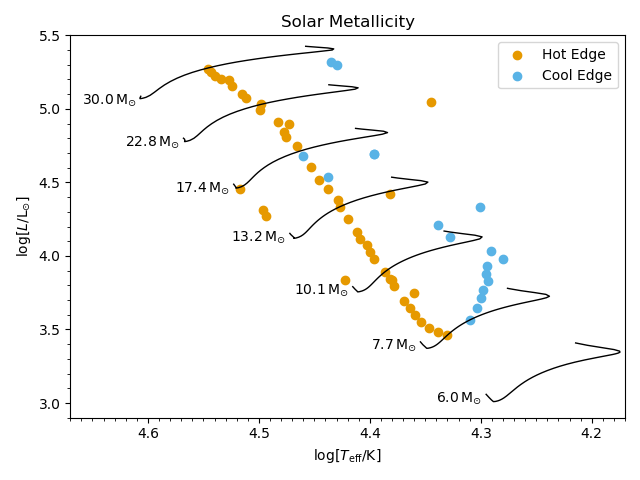 Solar Metallicity
5.5
5.0
4.5
4.0
3.5
3.0
log[L/L⊙]
Hot Edge
Cool Edge
30.0 M⊙
22.8 M⊙
17.4 M⊙
13.2 M⊙
10.1 M⊙
7.7 M⊙
6.0 M⊙
4.6 4.5 4.4 4.3 4.2
log[Teff/K]